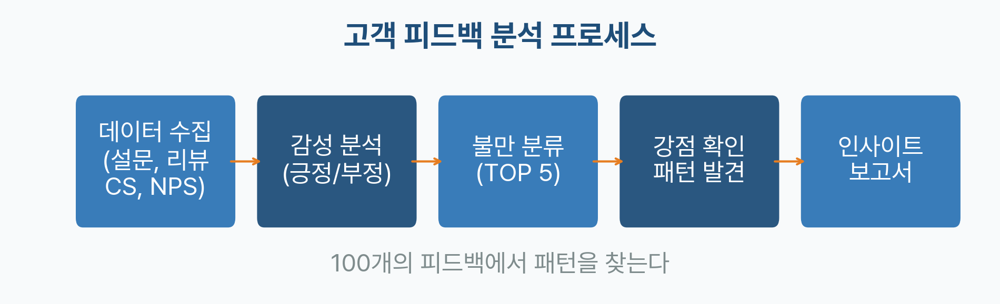 고객 피드백 분석 프로세스
데이터 수집
(설문, 리뷰
CS, NPS)
감성 분석
(긍정/부정)
불만 분류
(TOP 5)
강점 확인
패턴 발견
인사이트
보고서
100개의 피드백에서 패턴을 찾는다